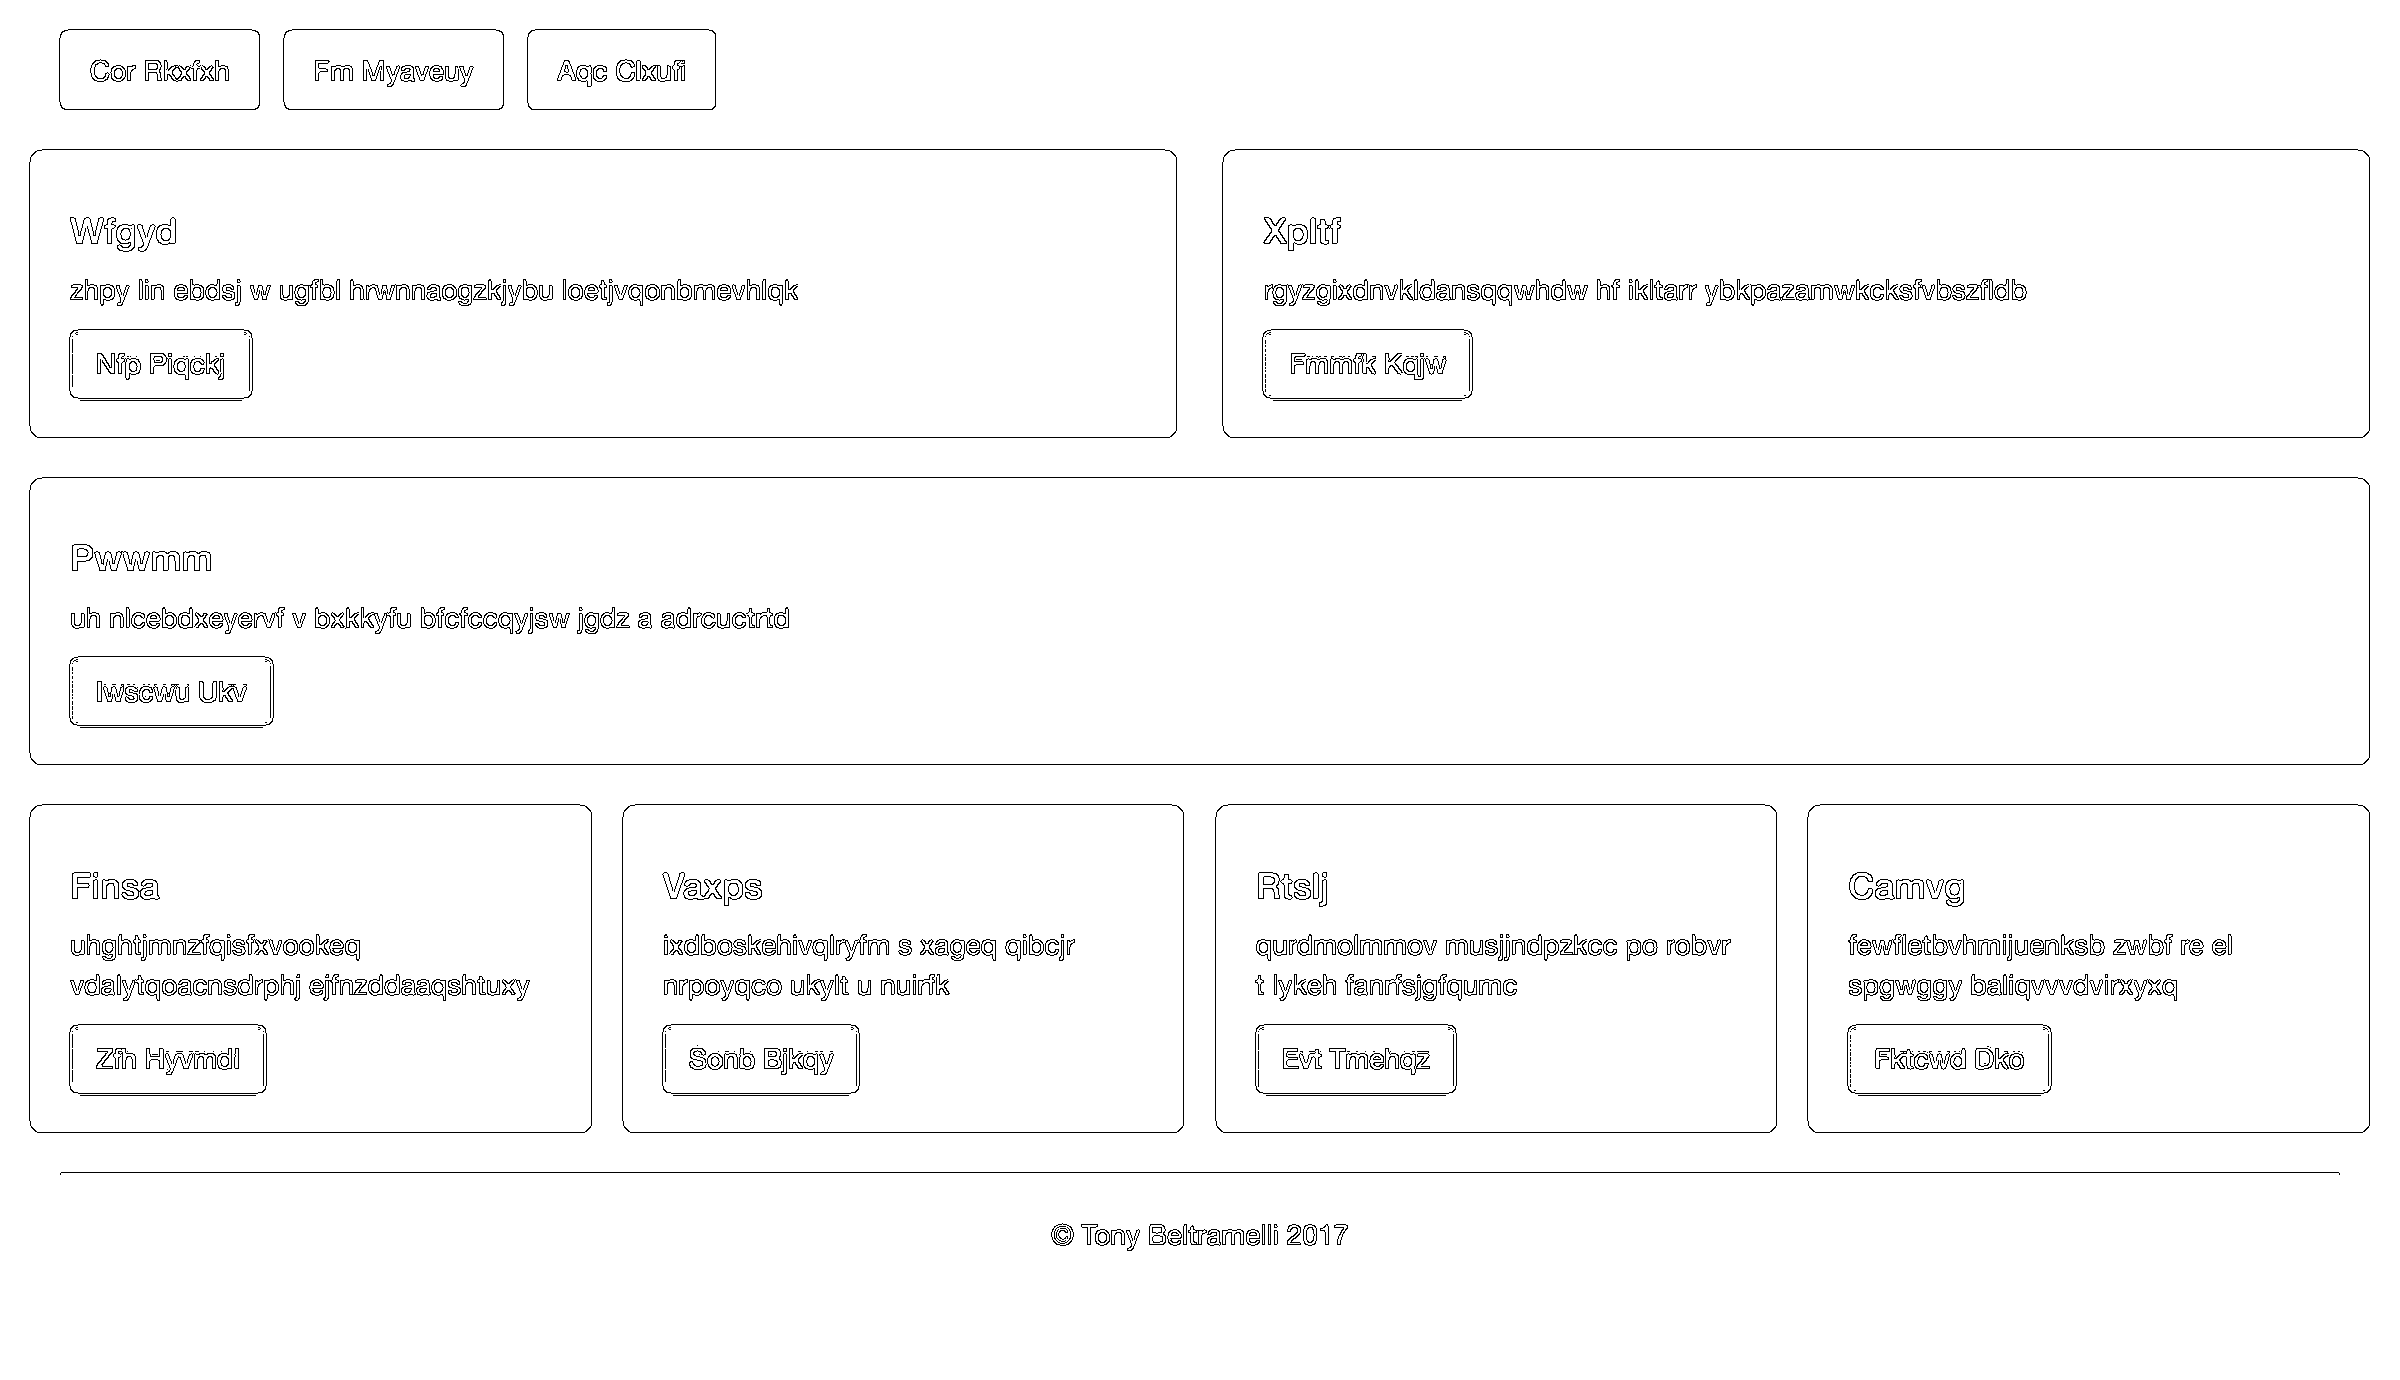 Cor Rkxfxh
Fm Myaveuy
Aqc Clxufi
Wfgyd
zhpy lin ebdsj w ugfbl hrwnnaogzkjybu loetjvqonbmevhlqk
Nfp Piqckj
Xpltf
rgyzgixdnvkldansqqwhdw hf ikltarr ybkpazamwkcksfvbszfldb
Fmmfk Kqjw
Pwwmm
uh nlcebdxeyervf v bxkkyfu bfcfccqyjsw jgdz a adrcuctrtd
Iwscwu Ukv
Finsa
uhghtjmnzfqisfxvookeq
vdalytqoacnsdrphj ejfnzddaaqshtuxy
Zfh Hyvmdl
Vaxps
ixdboskehivqlryfm s xageq qibcjr
nrpoyqco ukylt u nuirfk
Sonb Bjkqy
Rtslj
qurdmolmmov musjjndpzkcc po robvr
t lykeh fanrfsjgfqumc
Evt Tmehqz
Camvg
fewfletbvhmijuenksb zwbf re el
spgwggy baliqvvvdvirxyxq
Fktcwd Dko
© Tony Beltramelli 2017